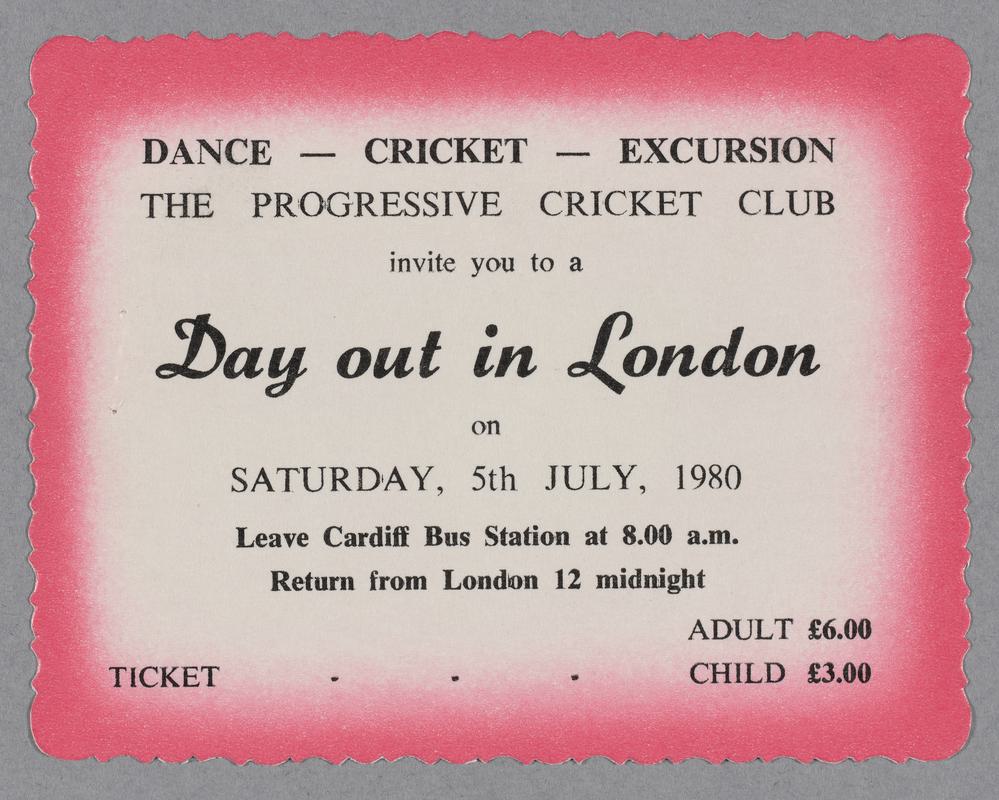 DANCE — CRICKET — EXCURSION
THE PROGRESSIVE CRICKET CLUB
invite you to a
Day out in London
on
SATURDAY, 5th JULY, 1980
Leave Cardiff Bus Station at 8.00 a.m.
Return from London 12 midnight
ADULT £6.00
TICKET . . . CHILD £3.00